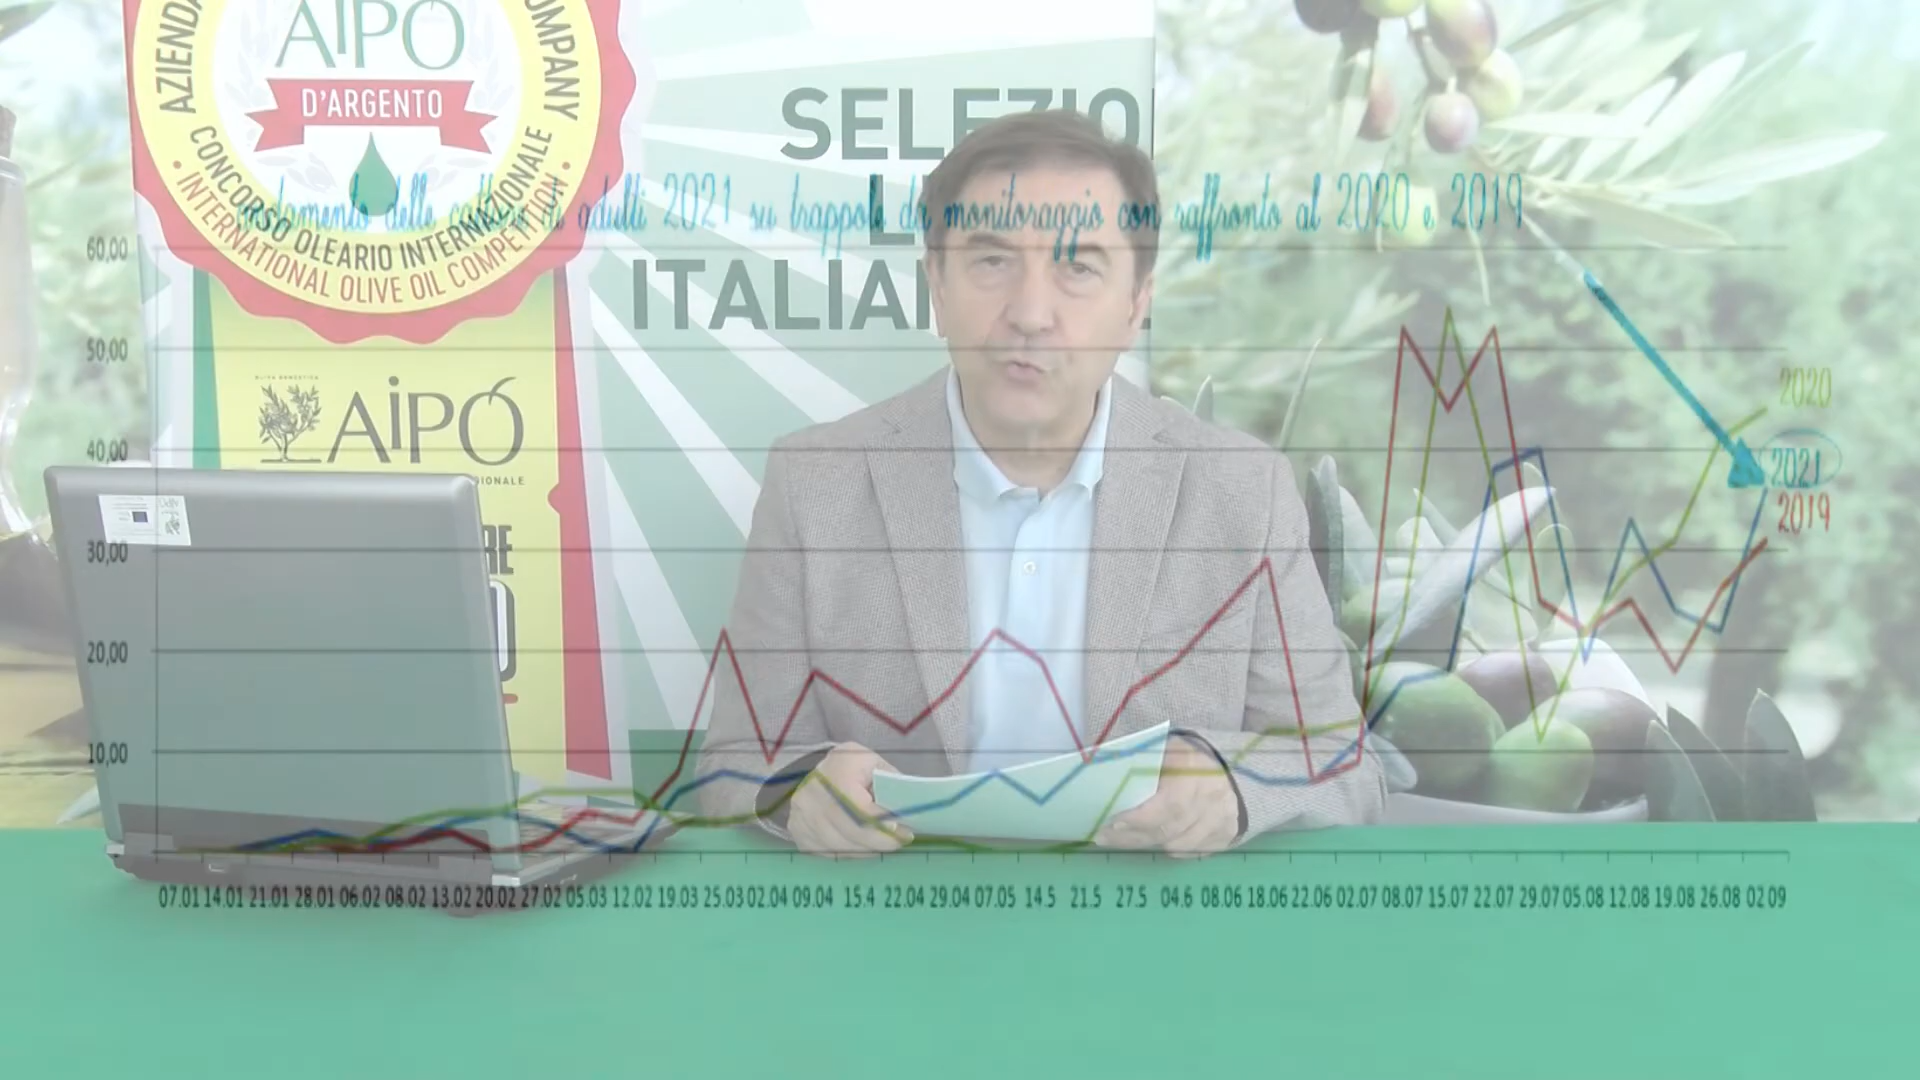 AZIENDA
COMPANY
AIPO
D'ARGENTO
CONCORSO OLEARIO INTERNAZIONALE
• INTERNATIONAL OLIVE OIL COMPETITION •
SELEZIO
ITALIAN
andamento delle catture di adulti 2021 su trappole da monitoraggio con raffronto al 2020 e 2019
60,00
50,00
40,00
30,00
20,00
10,00
AIPÓ
2020
2021
2019
07.01 14.01 21.01 28.01 06.02 08.02 13.02 20.02 27.02 05.03 12.02 19.03 25.03 02.04 09.04 15.4 22.04 29.04 07.05 14.5 21.5 27.5 04.6 08.06 18.06 22.06 02.07 08.07 15.07 22.07 29.07 05.08 12.08 19.08 26.08 02 09